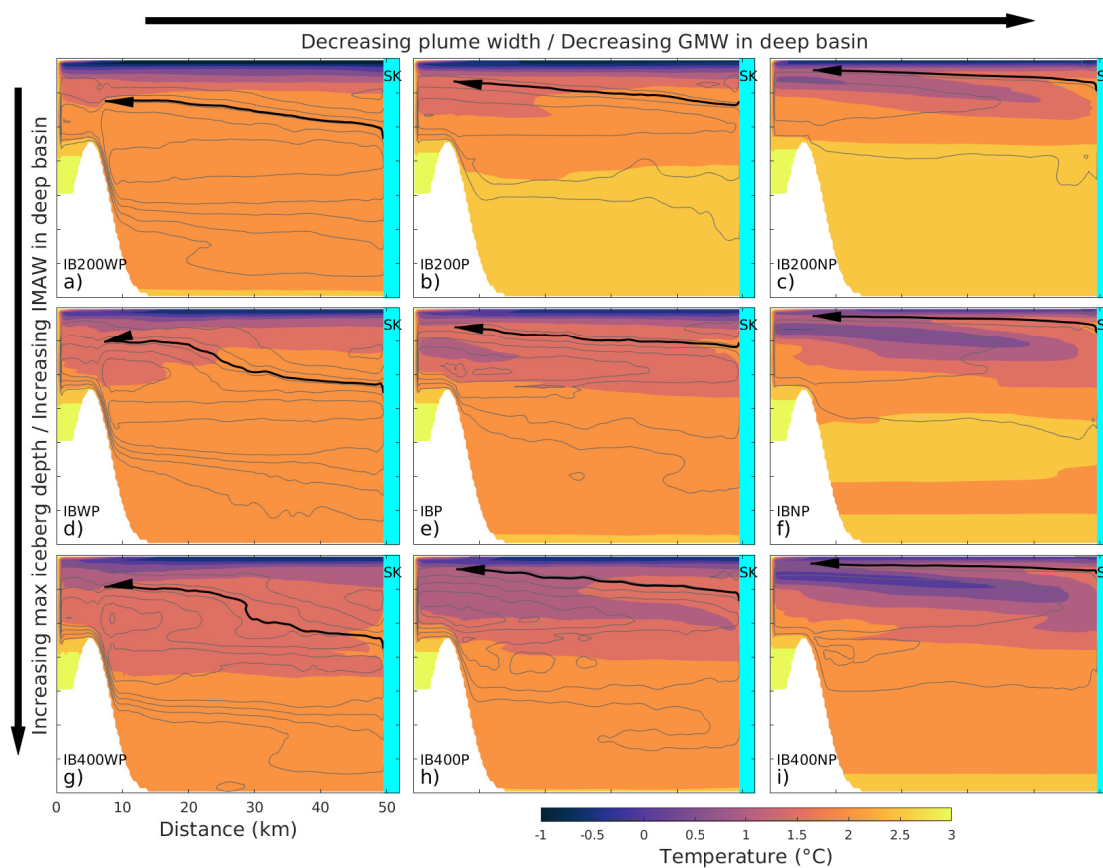 Decreasing plume width / Decreasing GMW in deep basin
Increasing max iceberg depth / Increasing IMAW in deep basin
SK
IB200WP
a)
SK
IB200P
b)
S
IB200NP
c)
SK
IBWP
d)
SK
IBP
e)
S
IBNP
f)
SK
IB400WP
g)
SK
IB400P
h)
S
IB400NP
i)
0 10 20 30 40 50
Distance (km)
-1 -0.5 0 0.5 1 1.5 2 2.5 3
Temperature (°C)